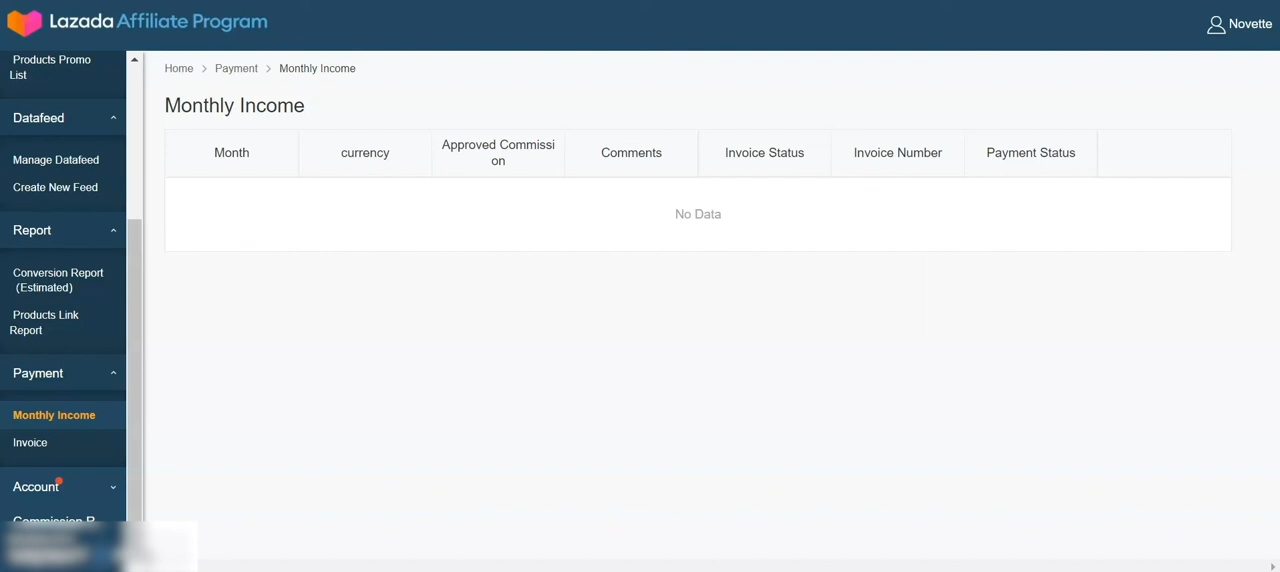 Lazada Affiliate Program
Novette
Products Promo
List
Datafeed
Manage Datafeed
Create New Feed
Report
Conversion Report
(Estimated)
Products Link
Report
Payment
Monthly Income
Invoice
Account
Home > Payment > Monthly Income
Monthly Income
Month
currency
Approved Commissi
on
Comments
Invoice Status
Invoice Number
Payment Status
No Data